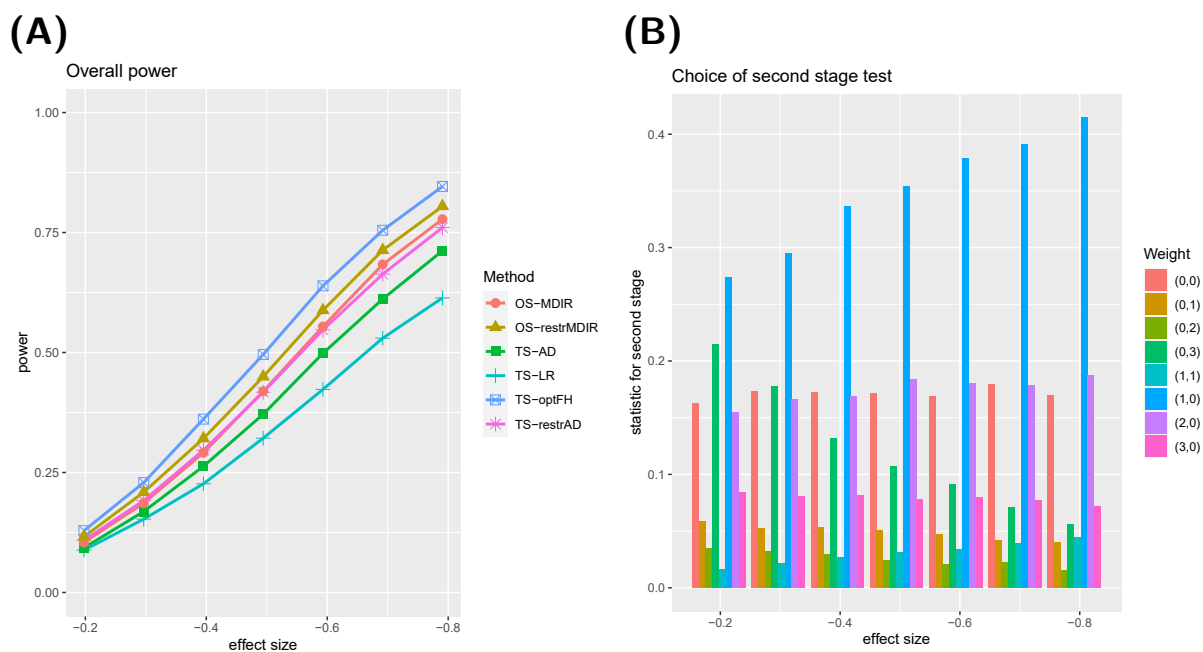 (A)
Overall power
1.00
0.75
0.50
0.25
0.00
power
−0.2
−0.4
−0.6
−0.8
effect size
Method
OS−MDIR
OS−restrMDIR
TS−AD
TS−LR
TS−optFH
TS−restrAD
(B)
Choice of second stage test
0.4
0.3
0.2
0.1
0.0
statistic for second stage
−0.2
−0.4
−0.6
−0.8
effect size
Weight
(0,0)
(0,1)
(0,2)
(0,3)
(1,1)
(1,0)
(2,0)
(3,0)